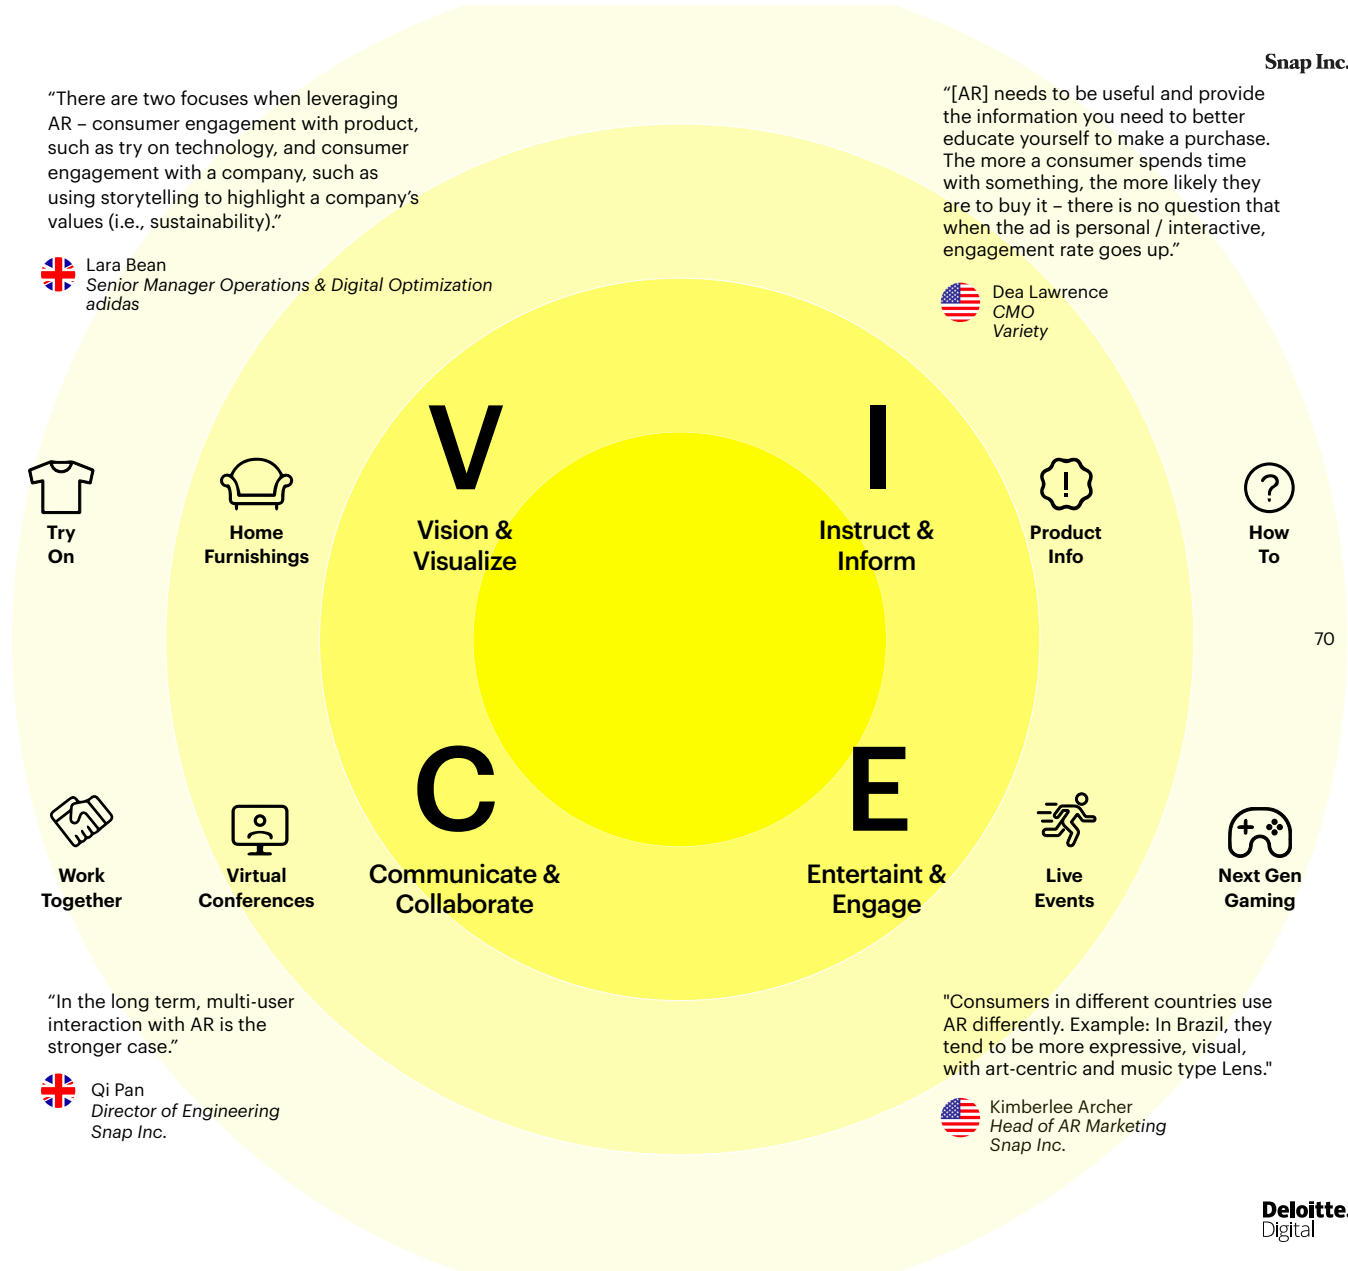 Snap Inc.
“There are two focuses when leveraging
AR – consumer engagement with product,
such as try on technology, and consumer
engagement with a company, such as
using storytelling to highlight a company’s
values (i.e., sustainability).”
Lara Bean
Senior Manager Operations & Digital Optimization
adidas
“[AR] needs to be useful and provide
the information you need to better
educate yourself to make a purchase.
The more a consumer spends time
with something, the more likely they
are to buy it – there is no question that
when the ad is personal / interactive,
engagement rate goes up.”
Dea Lawrence
CMO
Variety
Try
On
Home
Furnishings
V
Vision &
Visualize
I
Instruct &
Inform
Product
Info
How
To
70
Work
Together
Virtual
Conferences
C
Communicate &
Collaborate
E
Entertaint &
Engage
Live
Events
Next Gen
Gaming
“In the long term, multi-user
interaction with AR is the
stronger case.”
Qi Pan
Director of Engineering
Snap Inc.
"Consumers in different countries use
AR differently. Example: In Brazil, they
tend to be more expressive, visual,
with art-centric and music type Lens."
Kimberlee Archer
Head of AR Marketing
Snap Inc.
Deloitte.
Digital